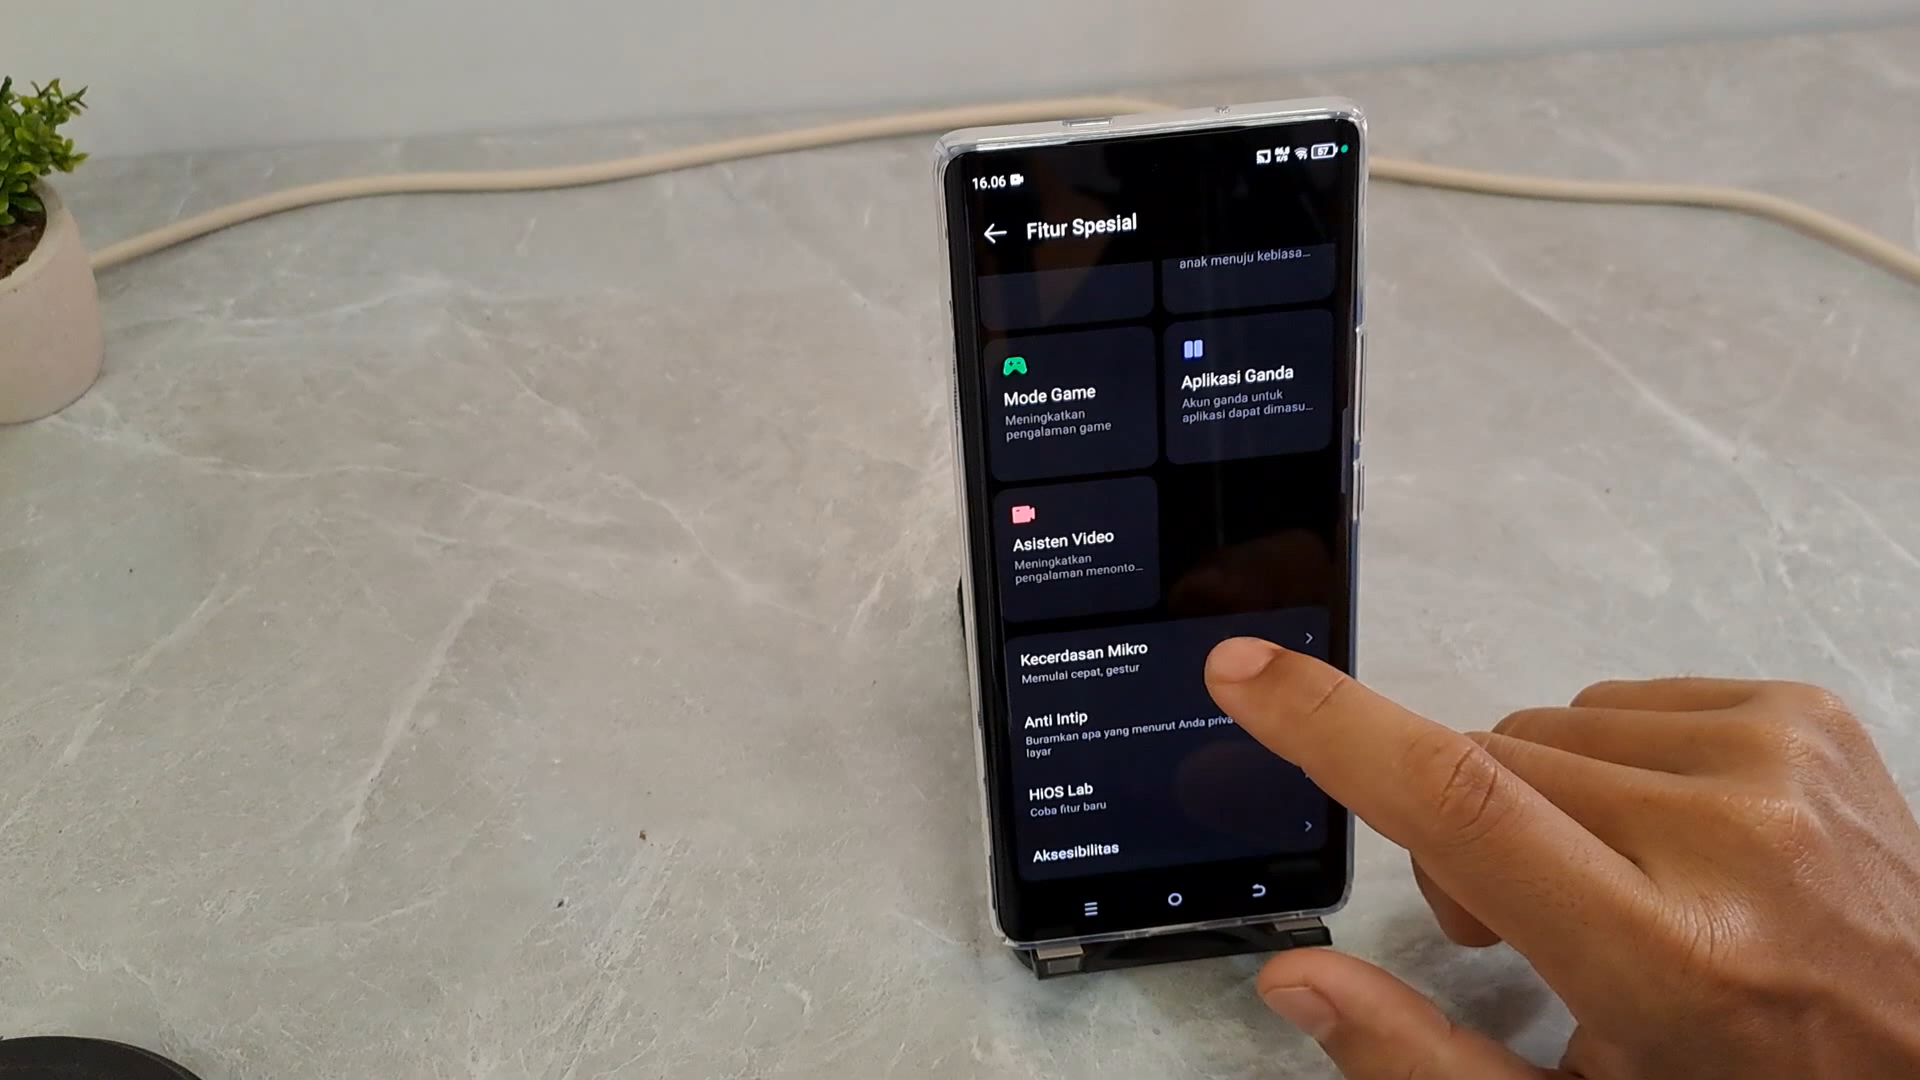 16.06
57
Fitur Spesial
anak menuju kebiasa...
Mode Game
Meningkatkan
pengalaman game
Aplikasi Ganda
Akun ganda untuk
aplikasi dapat dimasu...
Asisten Video
Meningkatkan
pengalaman menonto...
Kecerdasan Mikro
Memulai cepat, gestur
Anti Intip
Buramkan apa yang menurut Anda
layar
HiOS Lab
Coba fitur baru
Aksesibilitas